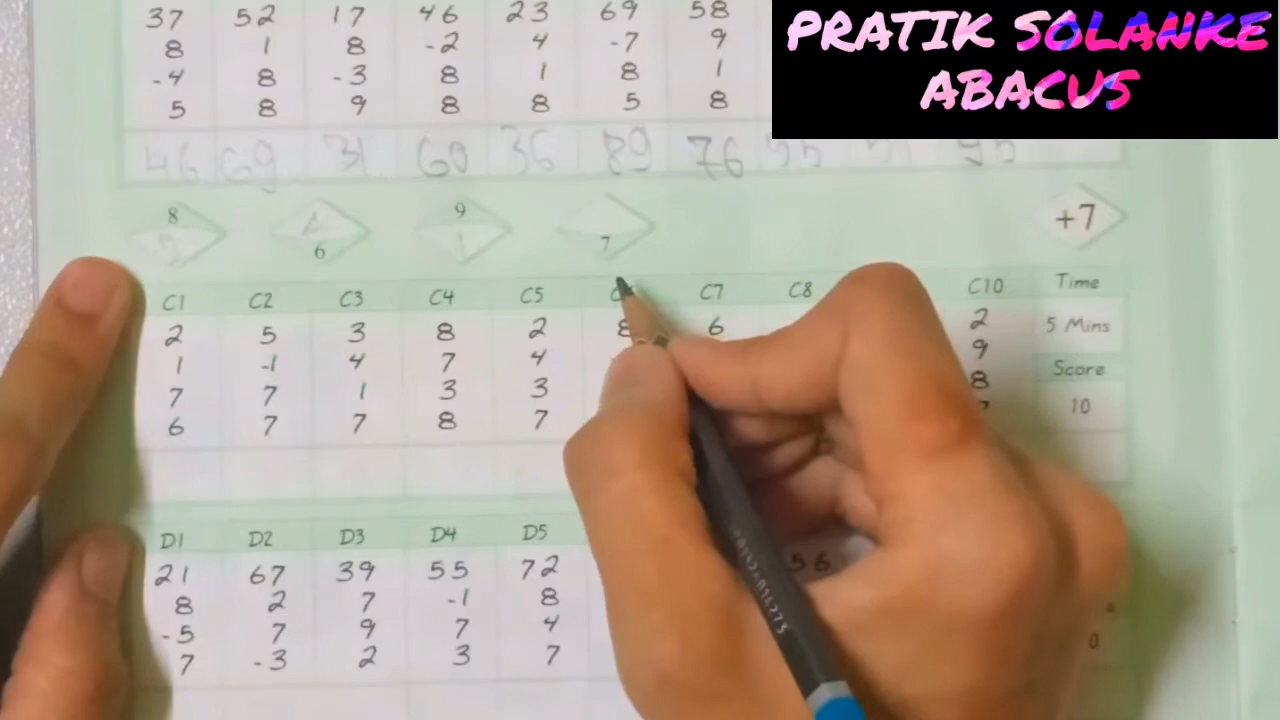 PRATIK SOLANKE
ABACUS
37 52 17 46 23 69 58
8 1 8 -2 4 -7 9
-4 8 -3 8 1 8 1
5 8 9 8 8 5 8
46 69 31 60 36 89 76 95
8 9
6 7
+7
C1 C2 C3 C4 C5 C7 C8 C10 Time
2 5 3 8 2 8 6 2 5 Mins
1 -1 4 7 4 9 Score
7 7 1 3 3 8 10
6 7 7 8 7 7
D1 D2 D3 D4 D5
21 67 39 55 72 56
8 2 7 -1 8
-5 7 9 7 4 0
7 -3 2 3 7